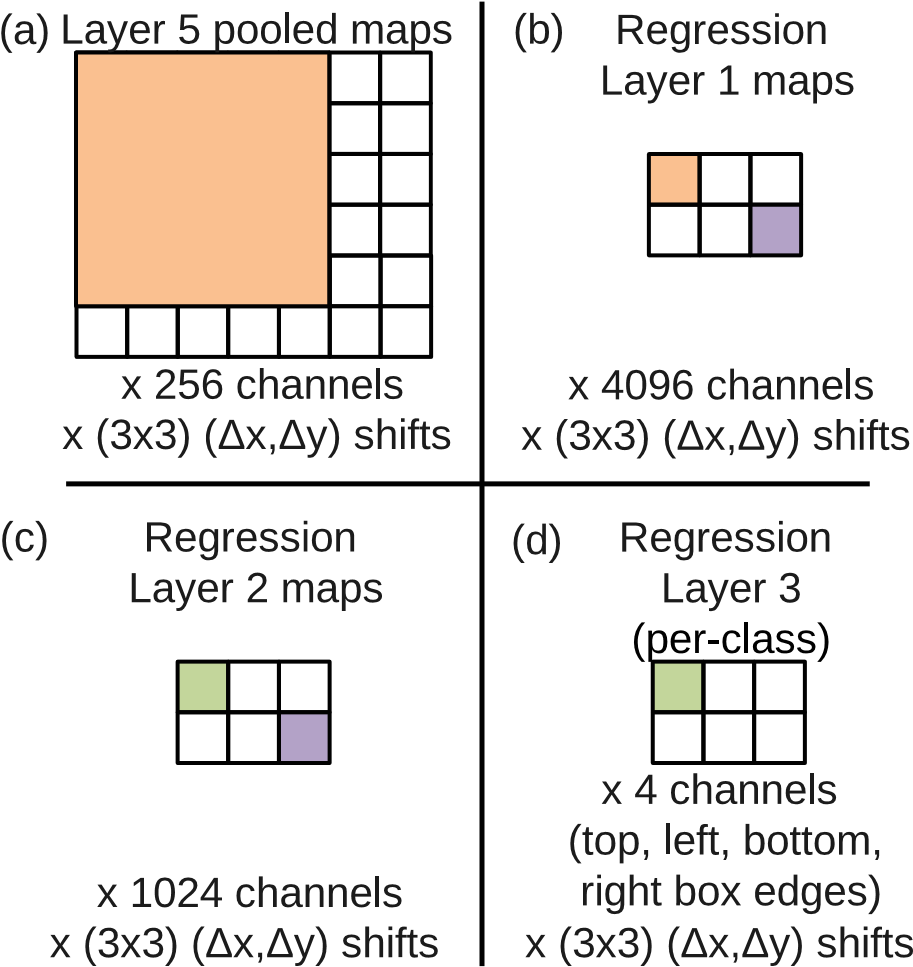 (a) Layer 5 pooled maps
x 256 channels
x (3x3) (Δx,Δy) shifts
(b) Regression
Layer 1 maps
x 4096 channels
x (3x3) (Δx,Δy) shifts
(c) Regression
Layer 2 maps
x 1024 channels
x (3x3) (Δx,Δy) shifts
(d) Regression
Layer 3
(per-class)
x 4 channels
(top, left, bottom,
right box edges)
x (3x3) (Δx,Δy) shifts